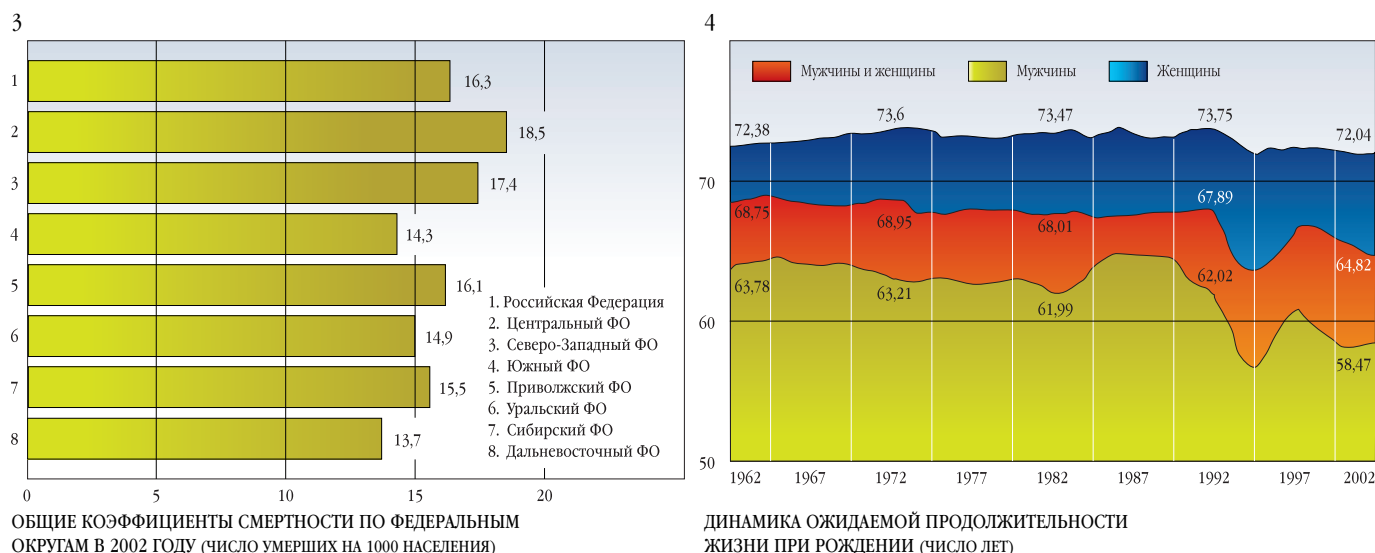 3
1
16,3
2
18,5
3
17,4
4
14,3
5
16,1
6
14,9
7
15,5
8
13,7
1. Российская Федерация
2. Центральный ФО
3. Северо-Западный ФО
4. Южный ФО
5. Приволжский ФО
6. Уральский ФО
7. Сибирский ФО
8. Дальневосточный ФО
0 5 10 15 20
ОБЩИЕ КОЭФФИЦИЕНТЫ СМЕРТНОСТИ ПО ФЕДЕРАЛЬНЫМ
ОКРУГАМ В 2002 ГОДУ (ЧИСЛО УМЕРШИХ НА 1000 НАСЕЛЕНИЯ)
4
Мужчины и женщины Мужчины Женщины
72,38 73,6 73,47 73,75 72,04
70
68,75 68,95 68,01 67,89 64,82
63,78 63,21 61,99 62,02 58,47
60
50
1962 1967 1972 1977 1982 1987 1992 1997 2002
ДИНАМИКА ОЖИДАЕМОЙ ПРОДОЛЖИТЕЛЬНОСТИ
ЖИЗНИ ПРИ РОЖДЕНИИ (ЧИСЛО ЛЕТ)